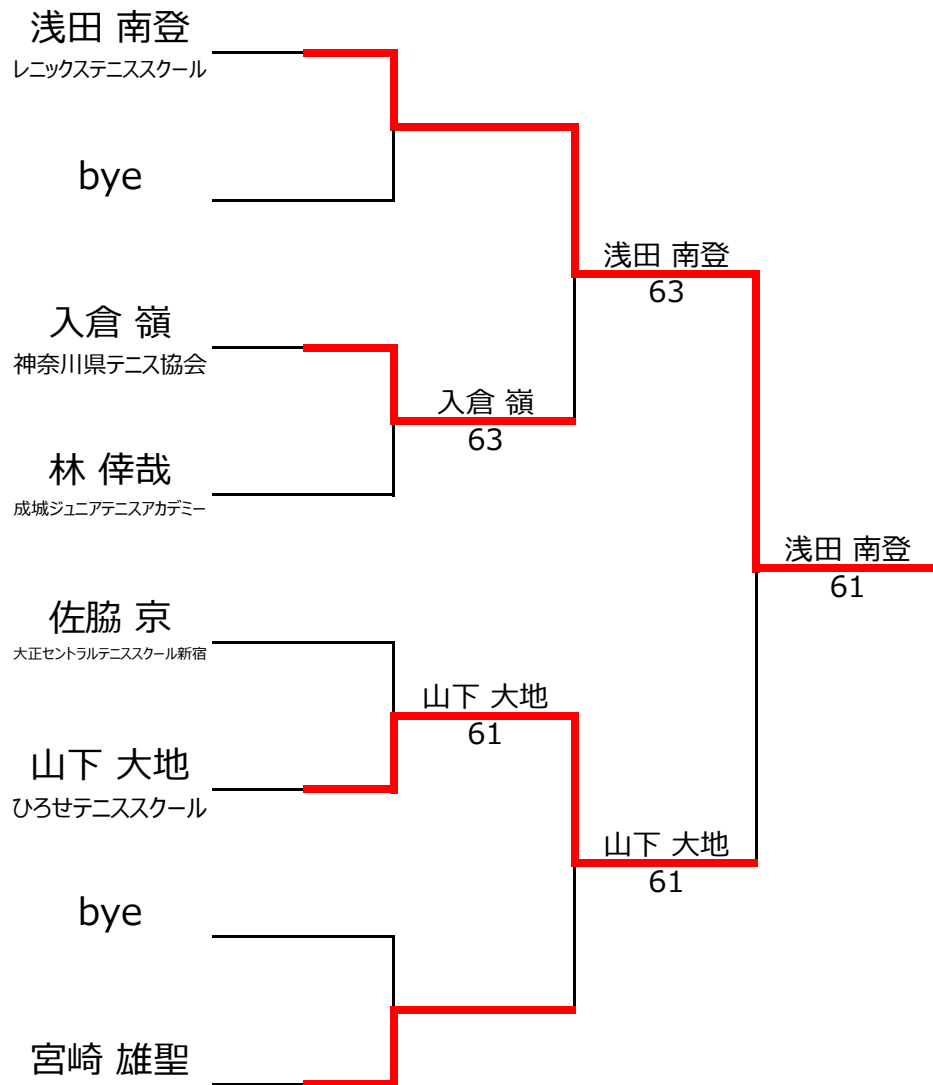 浅田 南登
レニックステニススクール
bye
浅田 南登
63
入倉 嶺
神奈川県テニス協会
入倉 嶺
63
林 倖哉
成城ジュニアテニスアカデミー
浅田 南登
61
佐脇 京
大正セントラルテニススクール新宿
山下 大地
61
山下 大地
ひろせテニススクール
山下 大地
61
bye
宮崎 雄聖